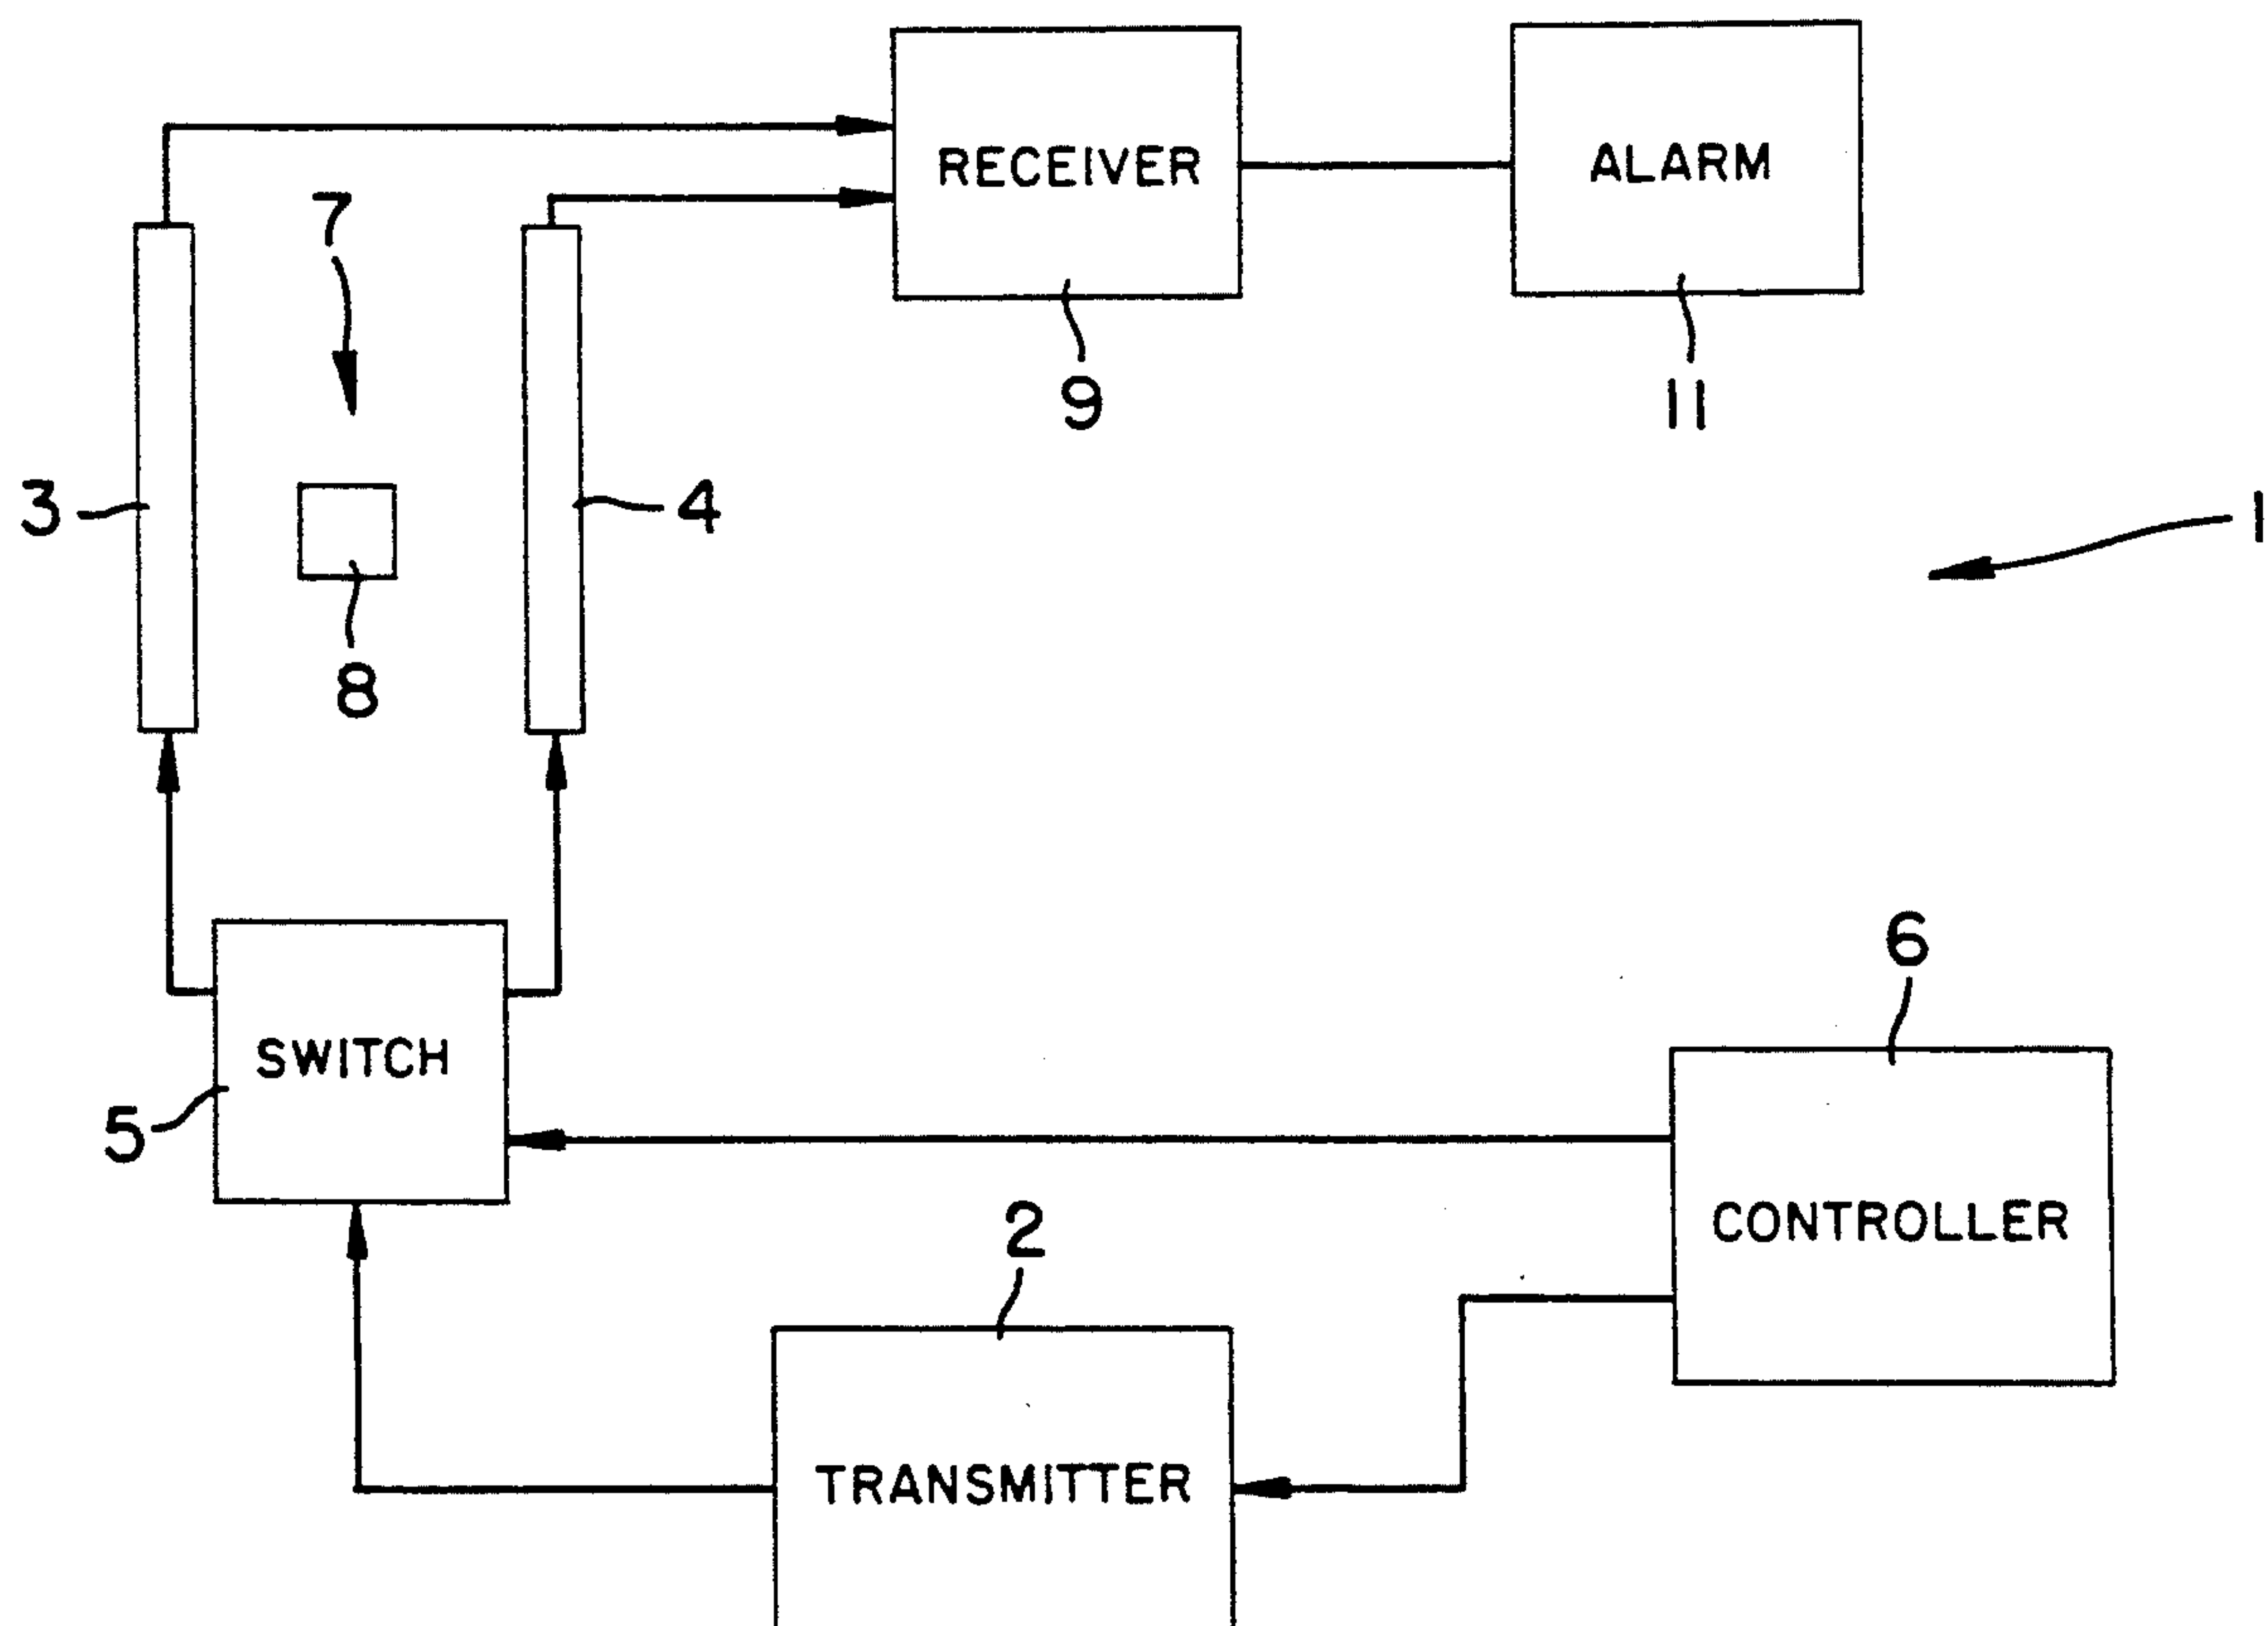 RECEIVER
ALARM
7
9
11
3
4
1
8
6
SWITCH
5
2
CONTROLLER
TRANSMITTER